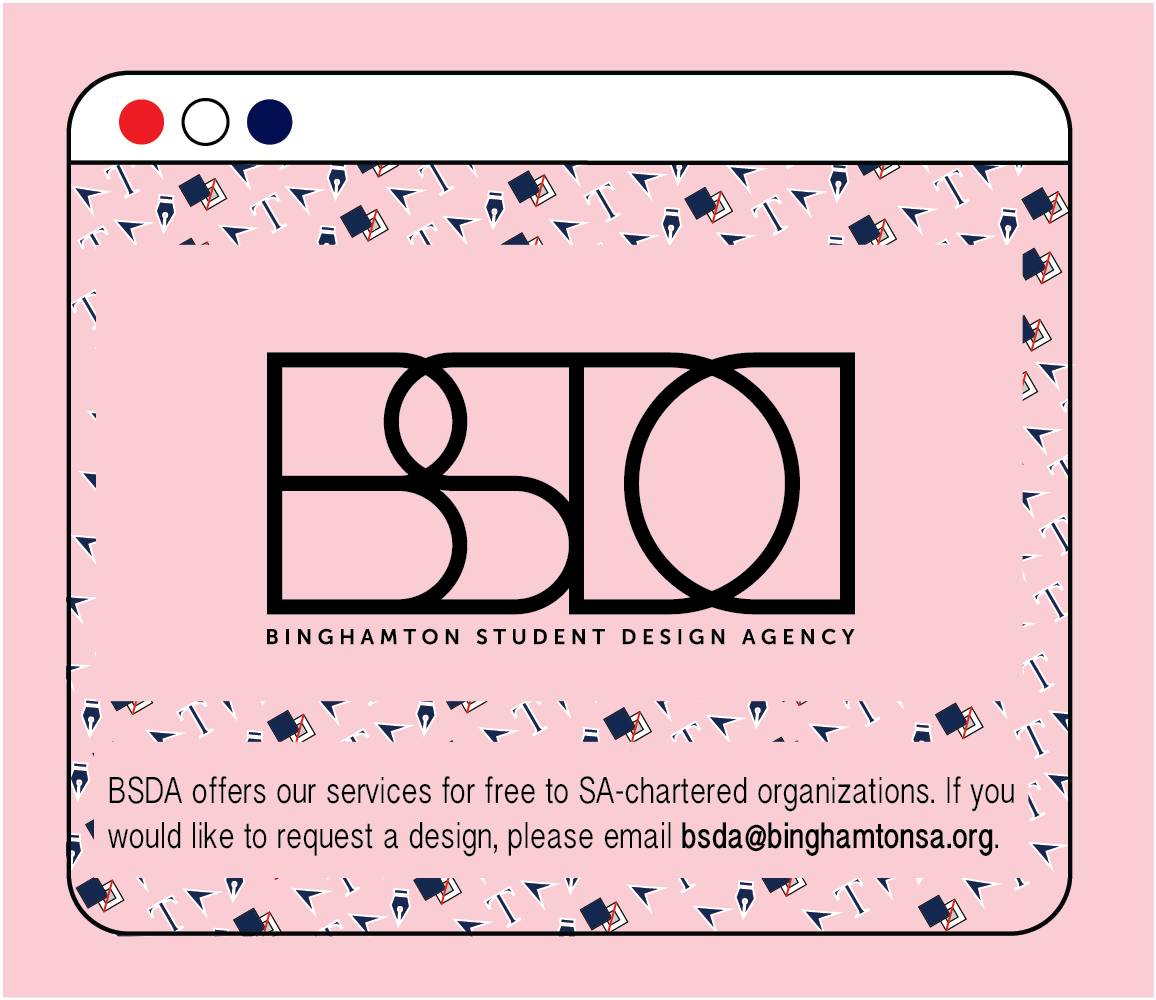 BSDA
BINGHAMTON STUDENT DESIGN AGENCY
BSDA offers our services for free to SA-chartered organizations. If you
would like to request a design, please email bsda@binghamtonsa.org.